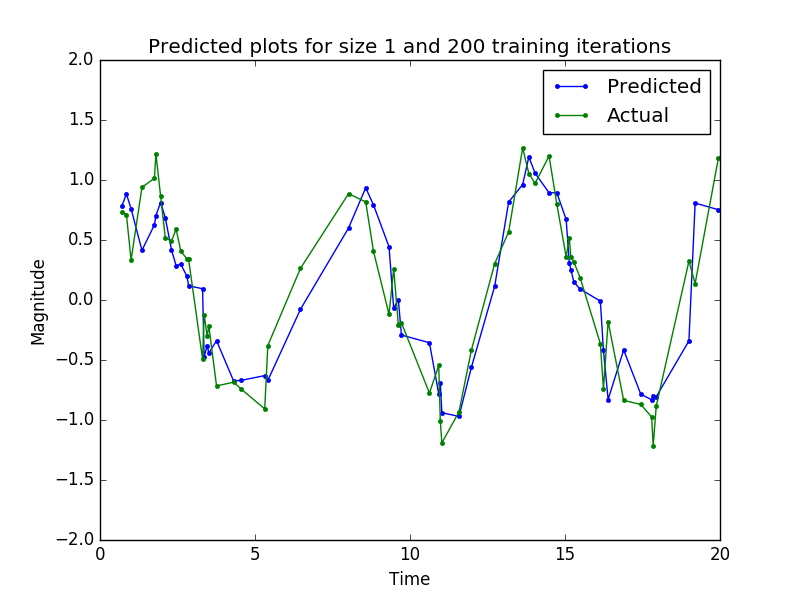 Predicted plots for size 1 and 200 training iterations
2.0
1.5
1.0
0.5
0.0
−0.5
−1.0
−1.5
−2.0
Magnitude
Predicted
Actual
0 5 10 15 20
Time